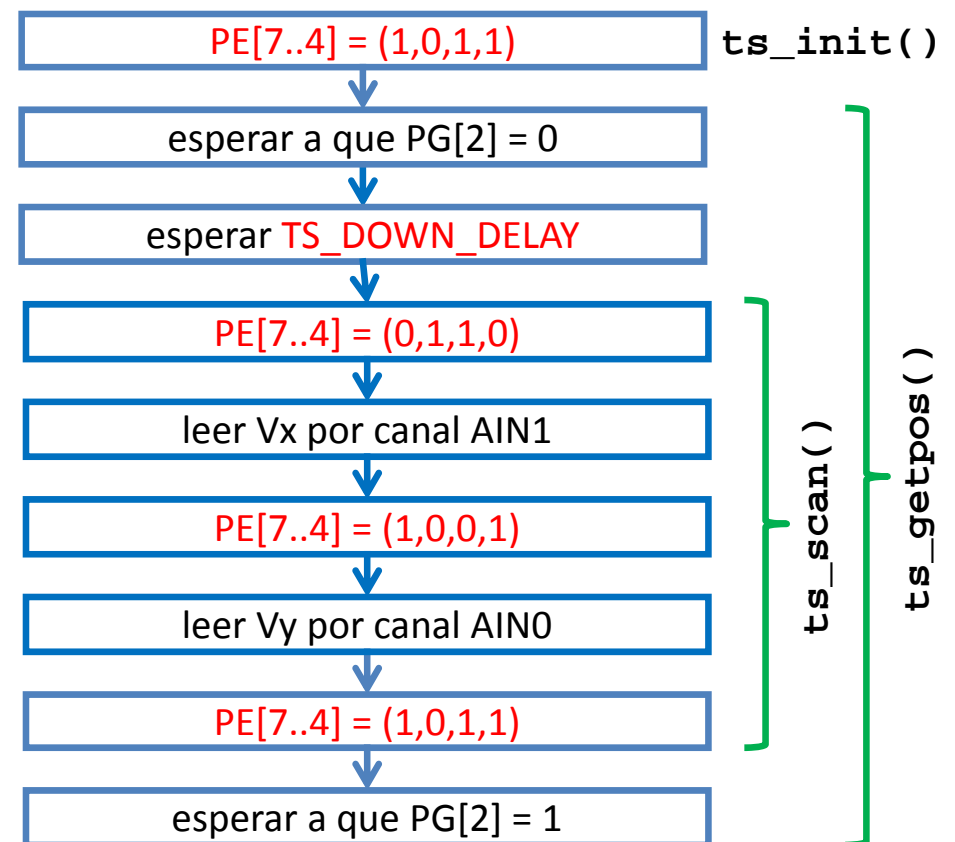 PE[7..4] = (1,0,1,1)
ts_init()
esperar a que PG[2] = 0
esperar TS_DOWN_DELAY
PE[7..4] = (0,1,1,0)
leer Vx por canal AIN1
PE[7..4] = (1,0,0,1)
leer Vy por canal AIN0
PE[7..4] = (1,0,1,1)
esperar a que PG[2] = 1
ts_scan()
ts_getpos()